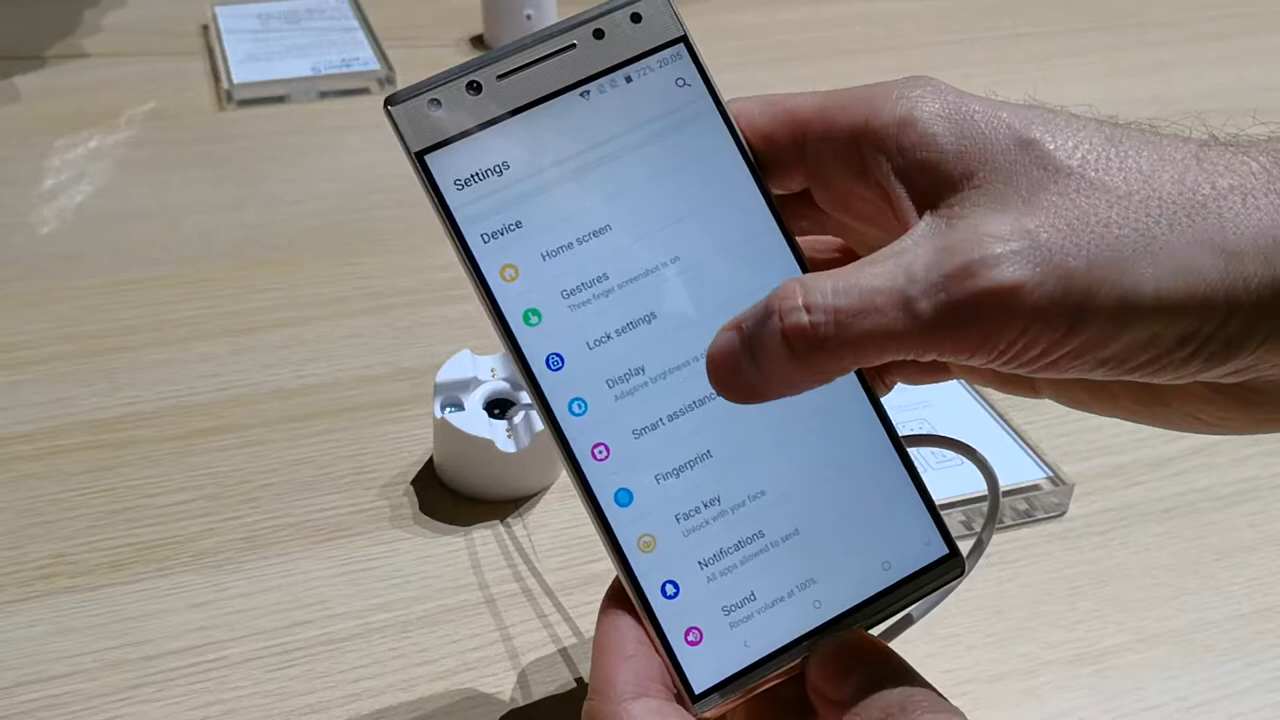 72% 20:05
Settings
Device
Home screen
Gestures
Three-finger screenshot is on
Lock settings
Display
Adaptive brightness is
Smart assistance
Fingerprint
Face key
Unlock with your face
Notifications
All apps allowed to send
Sound
Ringer volume at 100%